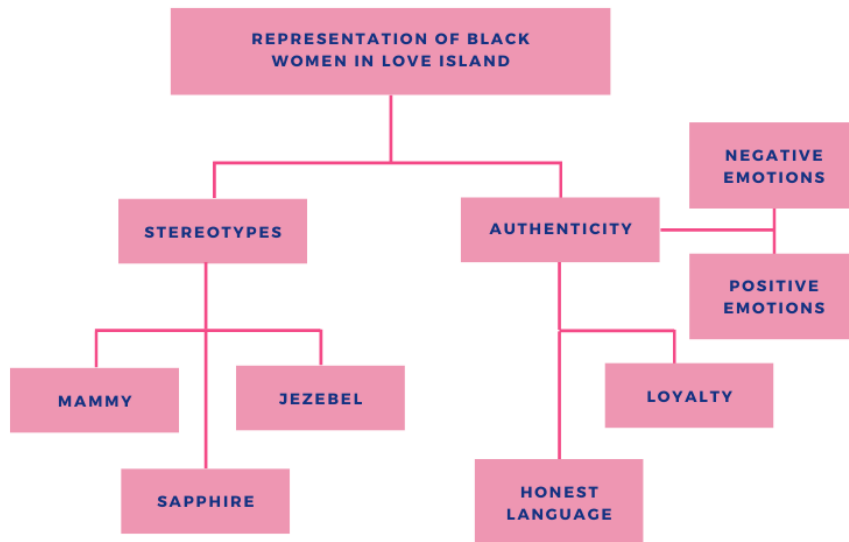 REPRESENTATION OF BLACK
WOMEN IN LOVE ISLAND
NEGATIVE
EMOTIONS
STEREOTYPES
AUTHENTICITY
POSITIVE
EMOTIONS
MAMMY
JEZEBEL
LOYALTY
SAPPHIRE
HONEST
LANGUAGE